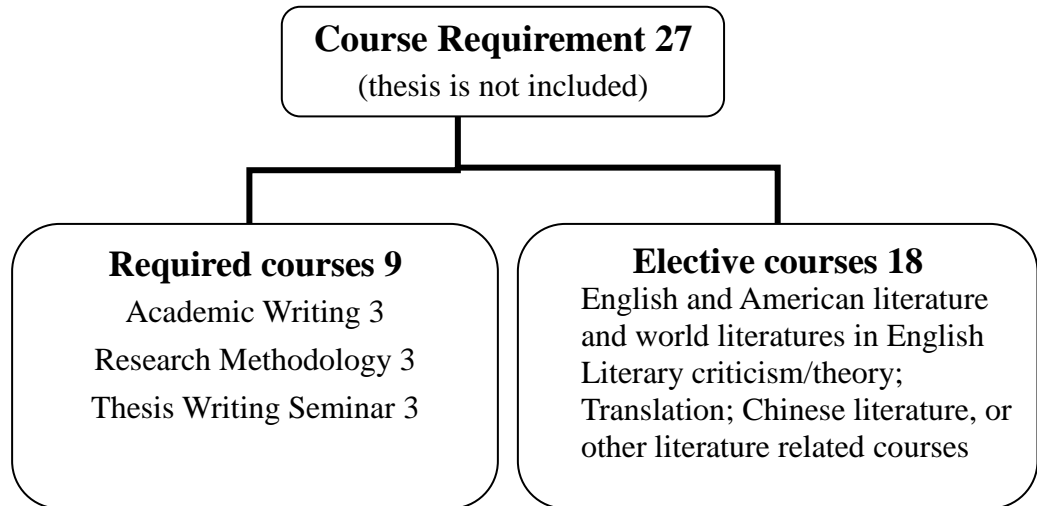 Course Requirement 27
(thesis is not included)
Required courses 9
Academic Writing 3
Research Methodology 3
Thesis Writing Seminar 3
Elective courses 18
English and American literature
and world literatures in English
Literary criticism/theory;
Translation; Chinese literature, or
other literature related courses